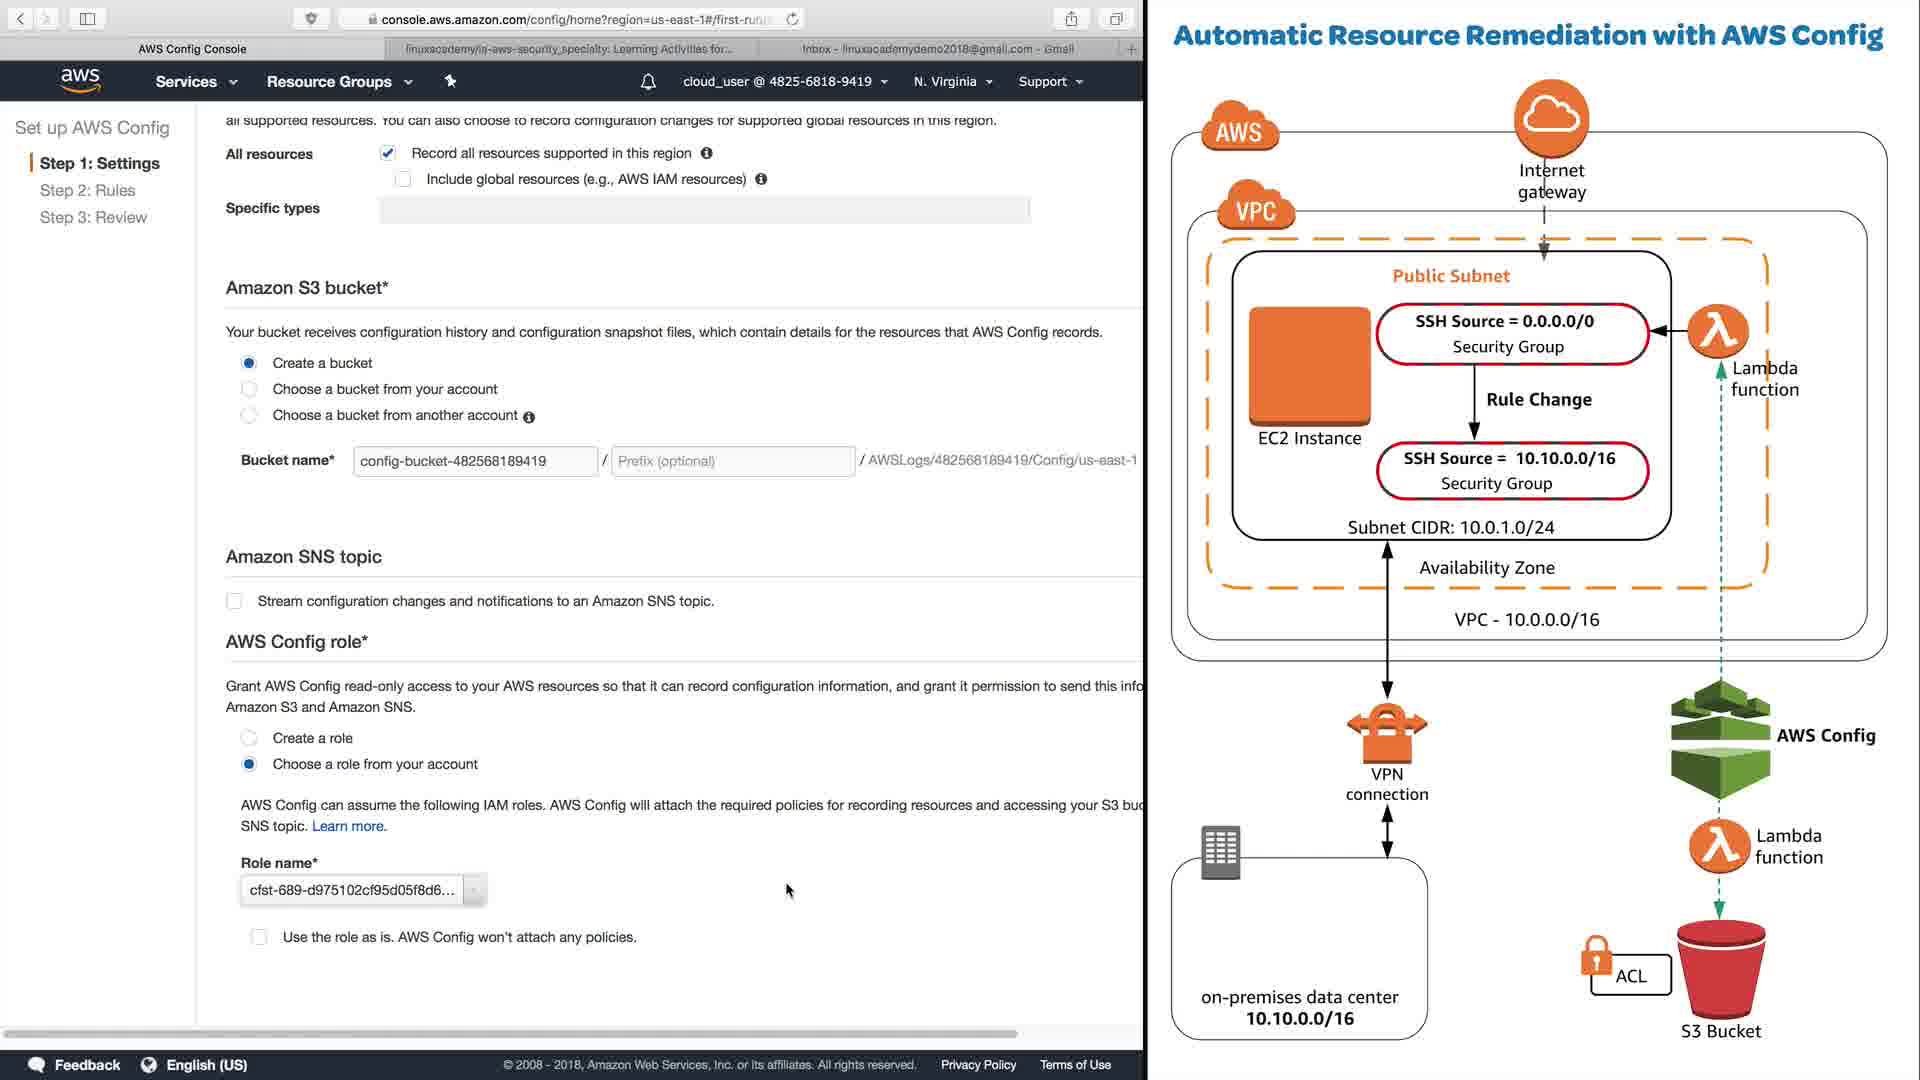 console.aws.amazon.com/config/home?region=us-east-1#/first-run/
AWS Config Console
linuxacademy/la-aws-security_specialty: Learning Activities for...
Inbox - linuxacademydemo2018@gmail.com - Gmail
aws
Services
Resource Groups
cloud_user @ 4825-6818-9419
N. Virginia
Support
Set up AWS Config
Step 1: Settings
Step 2: Rules
Step 3: Review
all supported resources. You can also choose to record configuration changes for supported global resources in this region.
All resources
Record all resources supported in this region
Include global resources (e.g., AWS IAM resources)
Specific types
Amazon S3 bucket*
Your bucket receives configuration history and configuration snapshot files, which contain details for the resources that AWS Config records.
Create a bucket
Choose a bucket from your account
Choose a bucket from another account
Bucket name*
config-bucket-482568189419
/
Prefix (optional)
/ AWSLogs/482568189419/Config/us-east-1
Amazon SNS topic
Stream configuration changes and notifications to an Amazon SNS topic.
AWS Config role*
Grant AWS Config read-only access to your AWS resources so that it can record configuration information, and grant it permission to send this info
Amazon S3 and Amazon SNS.
Create a role
Choose a role from your account
AWS Config can assume the following IAM roles. AWS Config will attach the required policies for recording resources and accessing your S3 buc
SNS topic. Learn more.
Role name*
cfst-689-d975102cf95d05f8d6...
Use the role as is. AWS Config won't attach any policies.
Feedback
English (US)
© 2008 - 2018, Amazon Web Services, Inc. or its affiliates. All rights reserved.
Privacy Policy
Terms of Use
Automatic Resource Remediation with AWS Config
AWS
Internet
gateway
VPC
Public Subnet
SSH Source = 0.0.0.0/0
Security Group
Lambda
function
Rule Change
EC2 Instance
SSH Source = 10.10.0.0/16
Security Group
Subnet CIDR: 10.0.1.0/24
Availability Zone
VPC - 10.0.0.0/16
AWS Config
VPN
connection
Lambda
function
ACL
on-premises data center
10.10.0.0/16
S3 Bucket